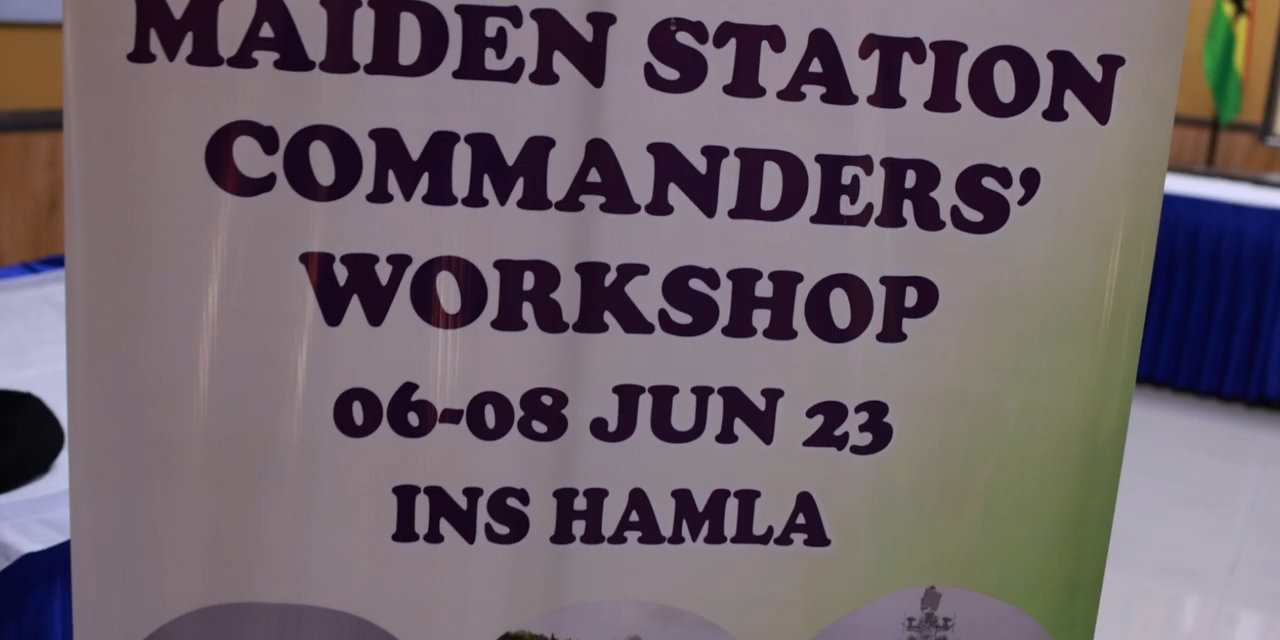 MAIDEN STATION
COMMANDERS’
WORKSHOP
06-08 JUN 23
INS HAMLA